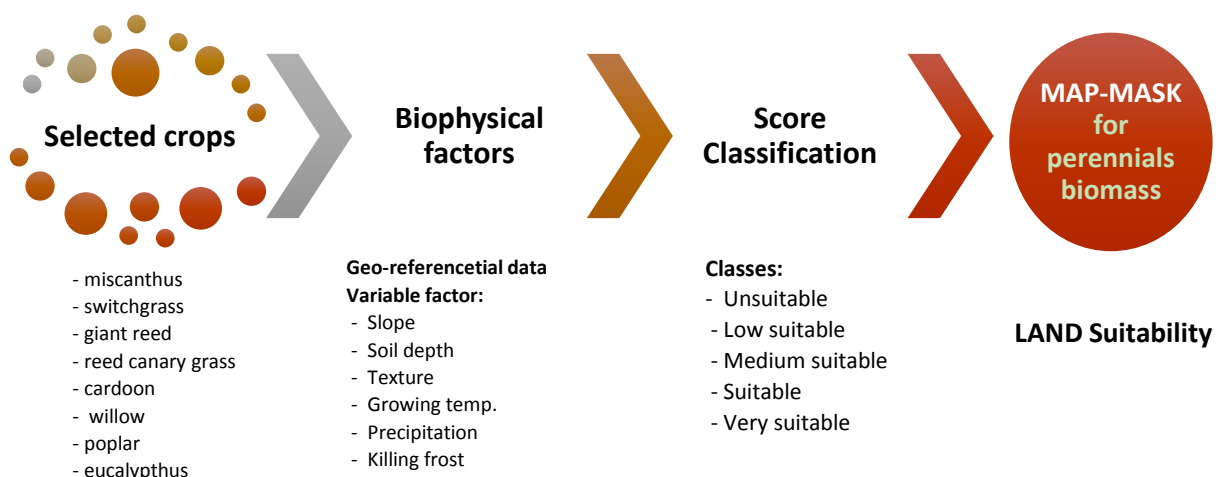 Selected crops
- miscanthus
- switchgrass
- giant reed
- reed canary grass
- cardoon
- willow
- poplar
- eucalypthus
Biophysical
factors
Geo-referencetial data
Variable factor:
- Slope
- Soil depth
- Texture
- Growing temp.
- Precipitation
- Killing frost
Score
Classification
Classes:
- Unsuitable
- Low suitable
- Medium suitable
- Suitable
- Very suitable
MAP-MASK
for
perennials
biomass
LAND Suitability